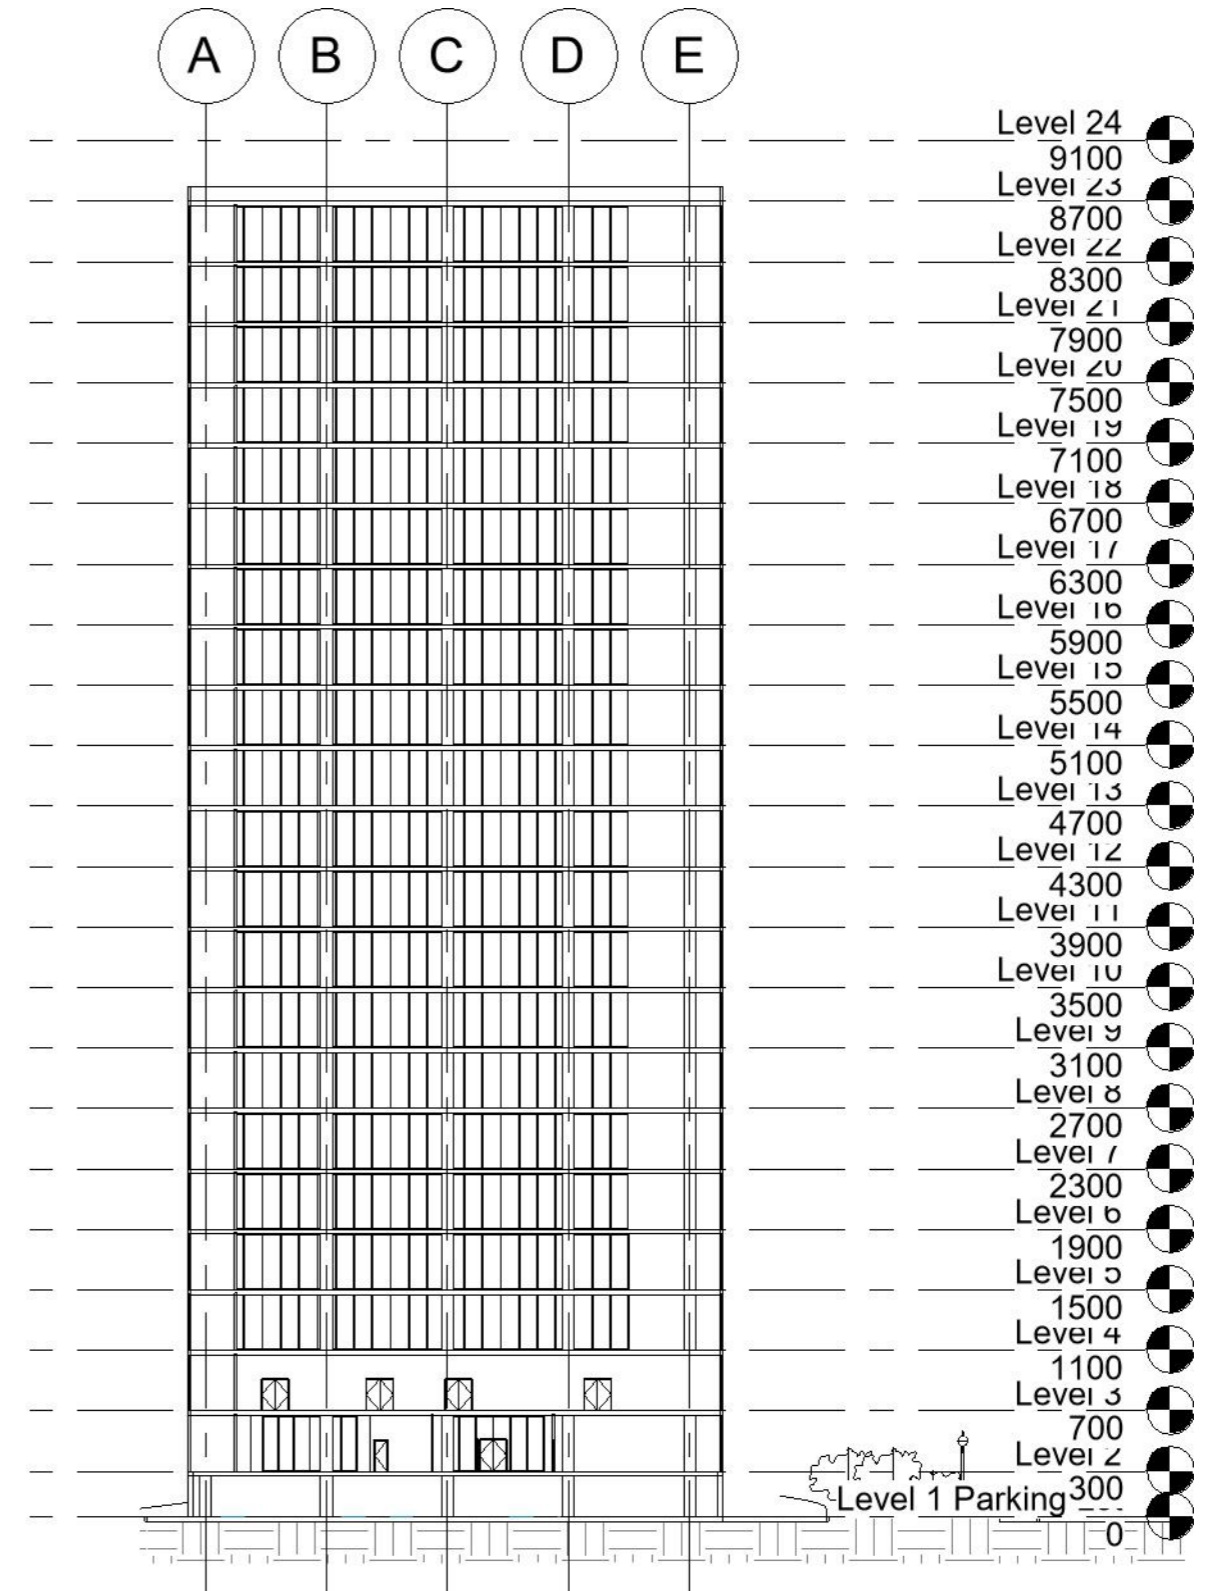 A B C D E
Level 24
9100
Level 23
8700
Level 22
8300
Level 21
7900
Level 20
7500
Level 19
7100
Level 18
6700
Level 17
6300
Level 16
5900
Level 15
5500
Level 14
5100
Level 13
4700
Level 12
4300
Level 11
3900
Level 10
3500
Level 9
3100
Level 8
2700
Level 7
2300
Level 6
1900
Level 5
1500
Level 4
1100
Level 3
700
Level 2
300
Level 1 Parking
0